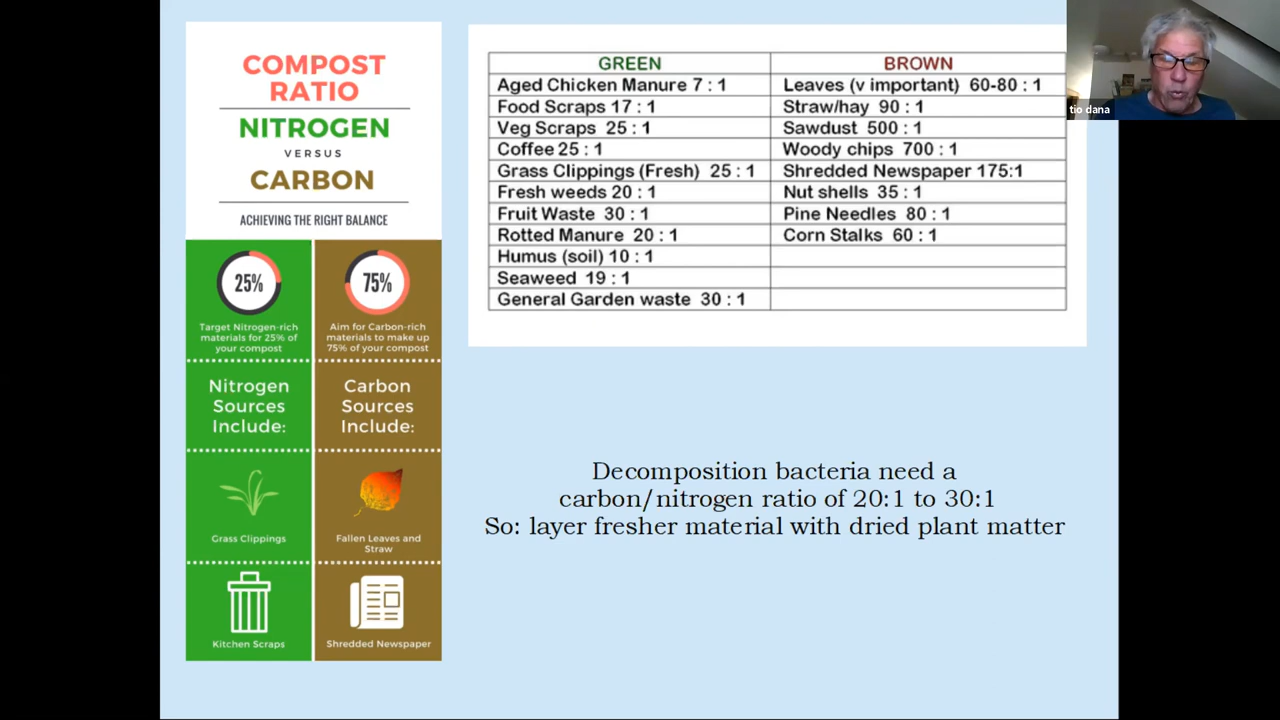 COMPOST
RATIO
NITROGEN
VERSUS
CARBON
ACHIEVING THE RIGHT BALANCE
25%
Target Nitrogen-rich
materials for 25% of
your compost
75%
Aim for Carbon-rich
materials to make up
75% of your compost
Nitrogen
Sources
Include:
Carbon
Sources
Include:
Grass Clippings
Fallen Leaves and
Straw
Kitchen Scraps
Shredded Newspaper
GREEN BROWN
Aged Chicken Manure 7 : 1 Leaves (v important) 60-80 : 1
Food Scraps 17 : 1 Straw/hay 90 : 1
Veg Scraps 25 : 1 Sawdust 500 : 1
Coffee 25 : 1 Woody chips 700 : 1
Grass Clippings (Fresh) 25 : 1 Shredded Newspaper 175:1
Fresh weeds 20 : 1 Nut shells 35 : 1
Fruit Waste 30 : 1 Pine Needles 80 : 1
Rotted Manure 20 : 1 Corn Stalks 60 : 1
Humus (soil) 10 : 1
Seaweed 19 : 1
General Garden waste 30 : 1
Decomposition bacteria need a
carbon/nitrogen ratio of 20:1 to 30:1
So: layer fresher material with dried plant matter
tio dana